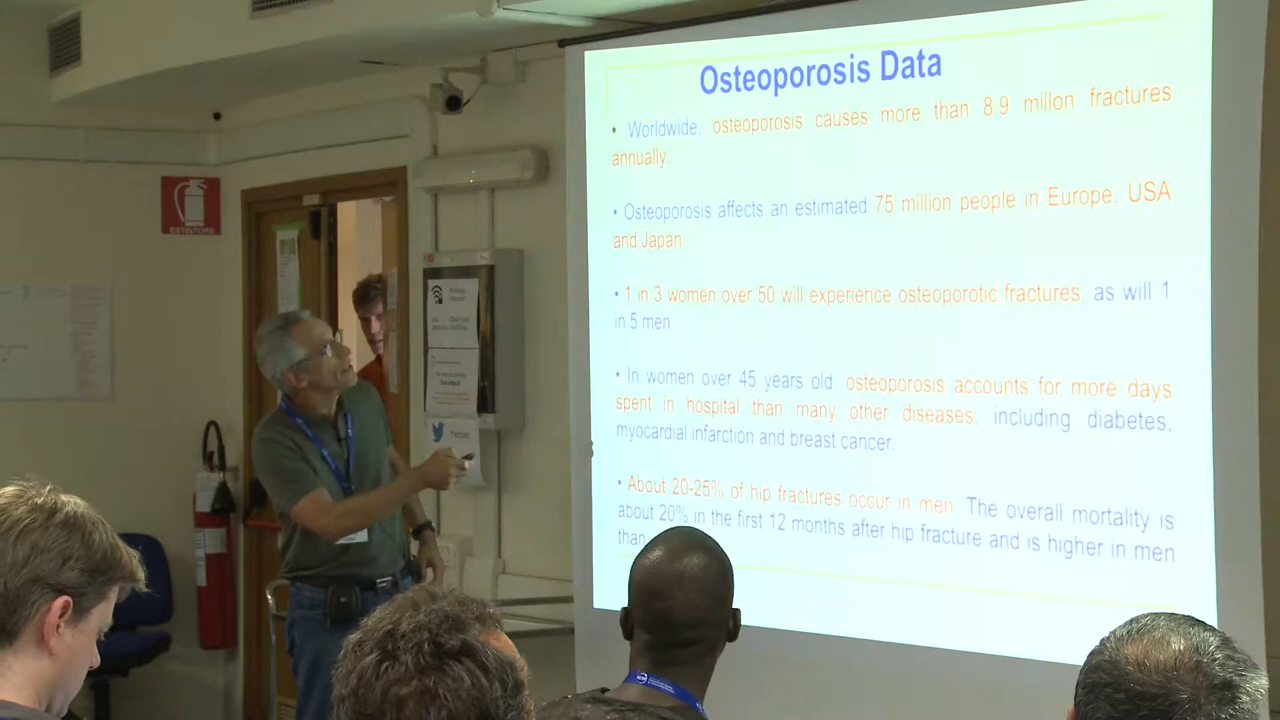 Osteoporosis Data
• Worldwide, osteoporosis causes more than 8.9 millon fractures
annually.
• Osteoporosis affects an estimated 75 million people in Europe, USA
and Japan
• 1 in 3 women over 50 will experience osteoporotic fractures, as will 1
in 5 men.
• In women over 45 years old, osteoporosis accounts for more days
spent in hospital than many other diseases, including diabetes,
myocardial infarction and breast cancer.
• About 20-25% of hip fractures occur in men. The overall mortality is
about 20% in the first 12 months after hip fracture and is higher in men
than
ESTINTORE
Twitter